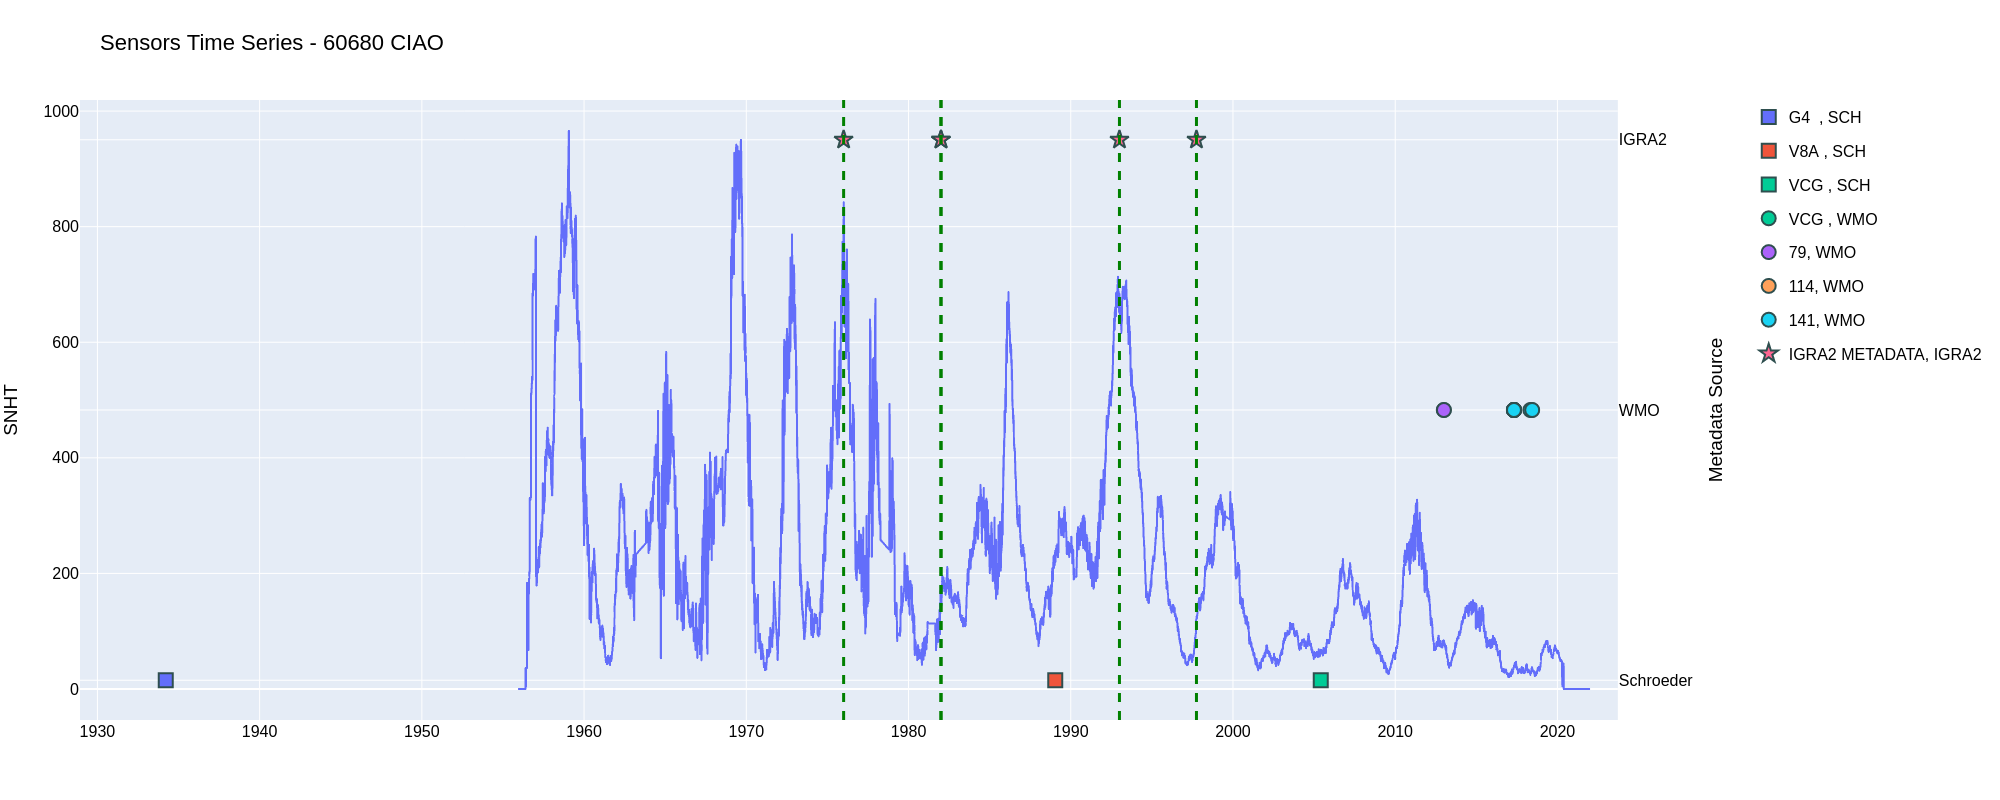 Sensors Time Series - 60680 CIAO
SNHT
1000
800
600
400
200
0
1930
1940
1950
1960
1970
1980
1990
2000
2010
2020
IGRA2
WMO
Schroeder
Metadata Source
G4 , SCH
V8A , SCH
VCG , SCH
VCG , WMO
79, WMO
114, WMO
141, WMO
IGRA2 METADATA, IGRA2